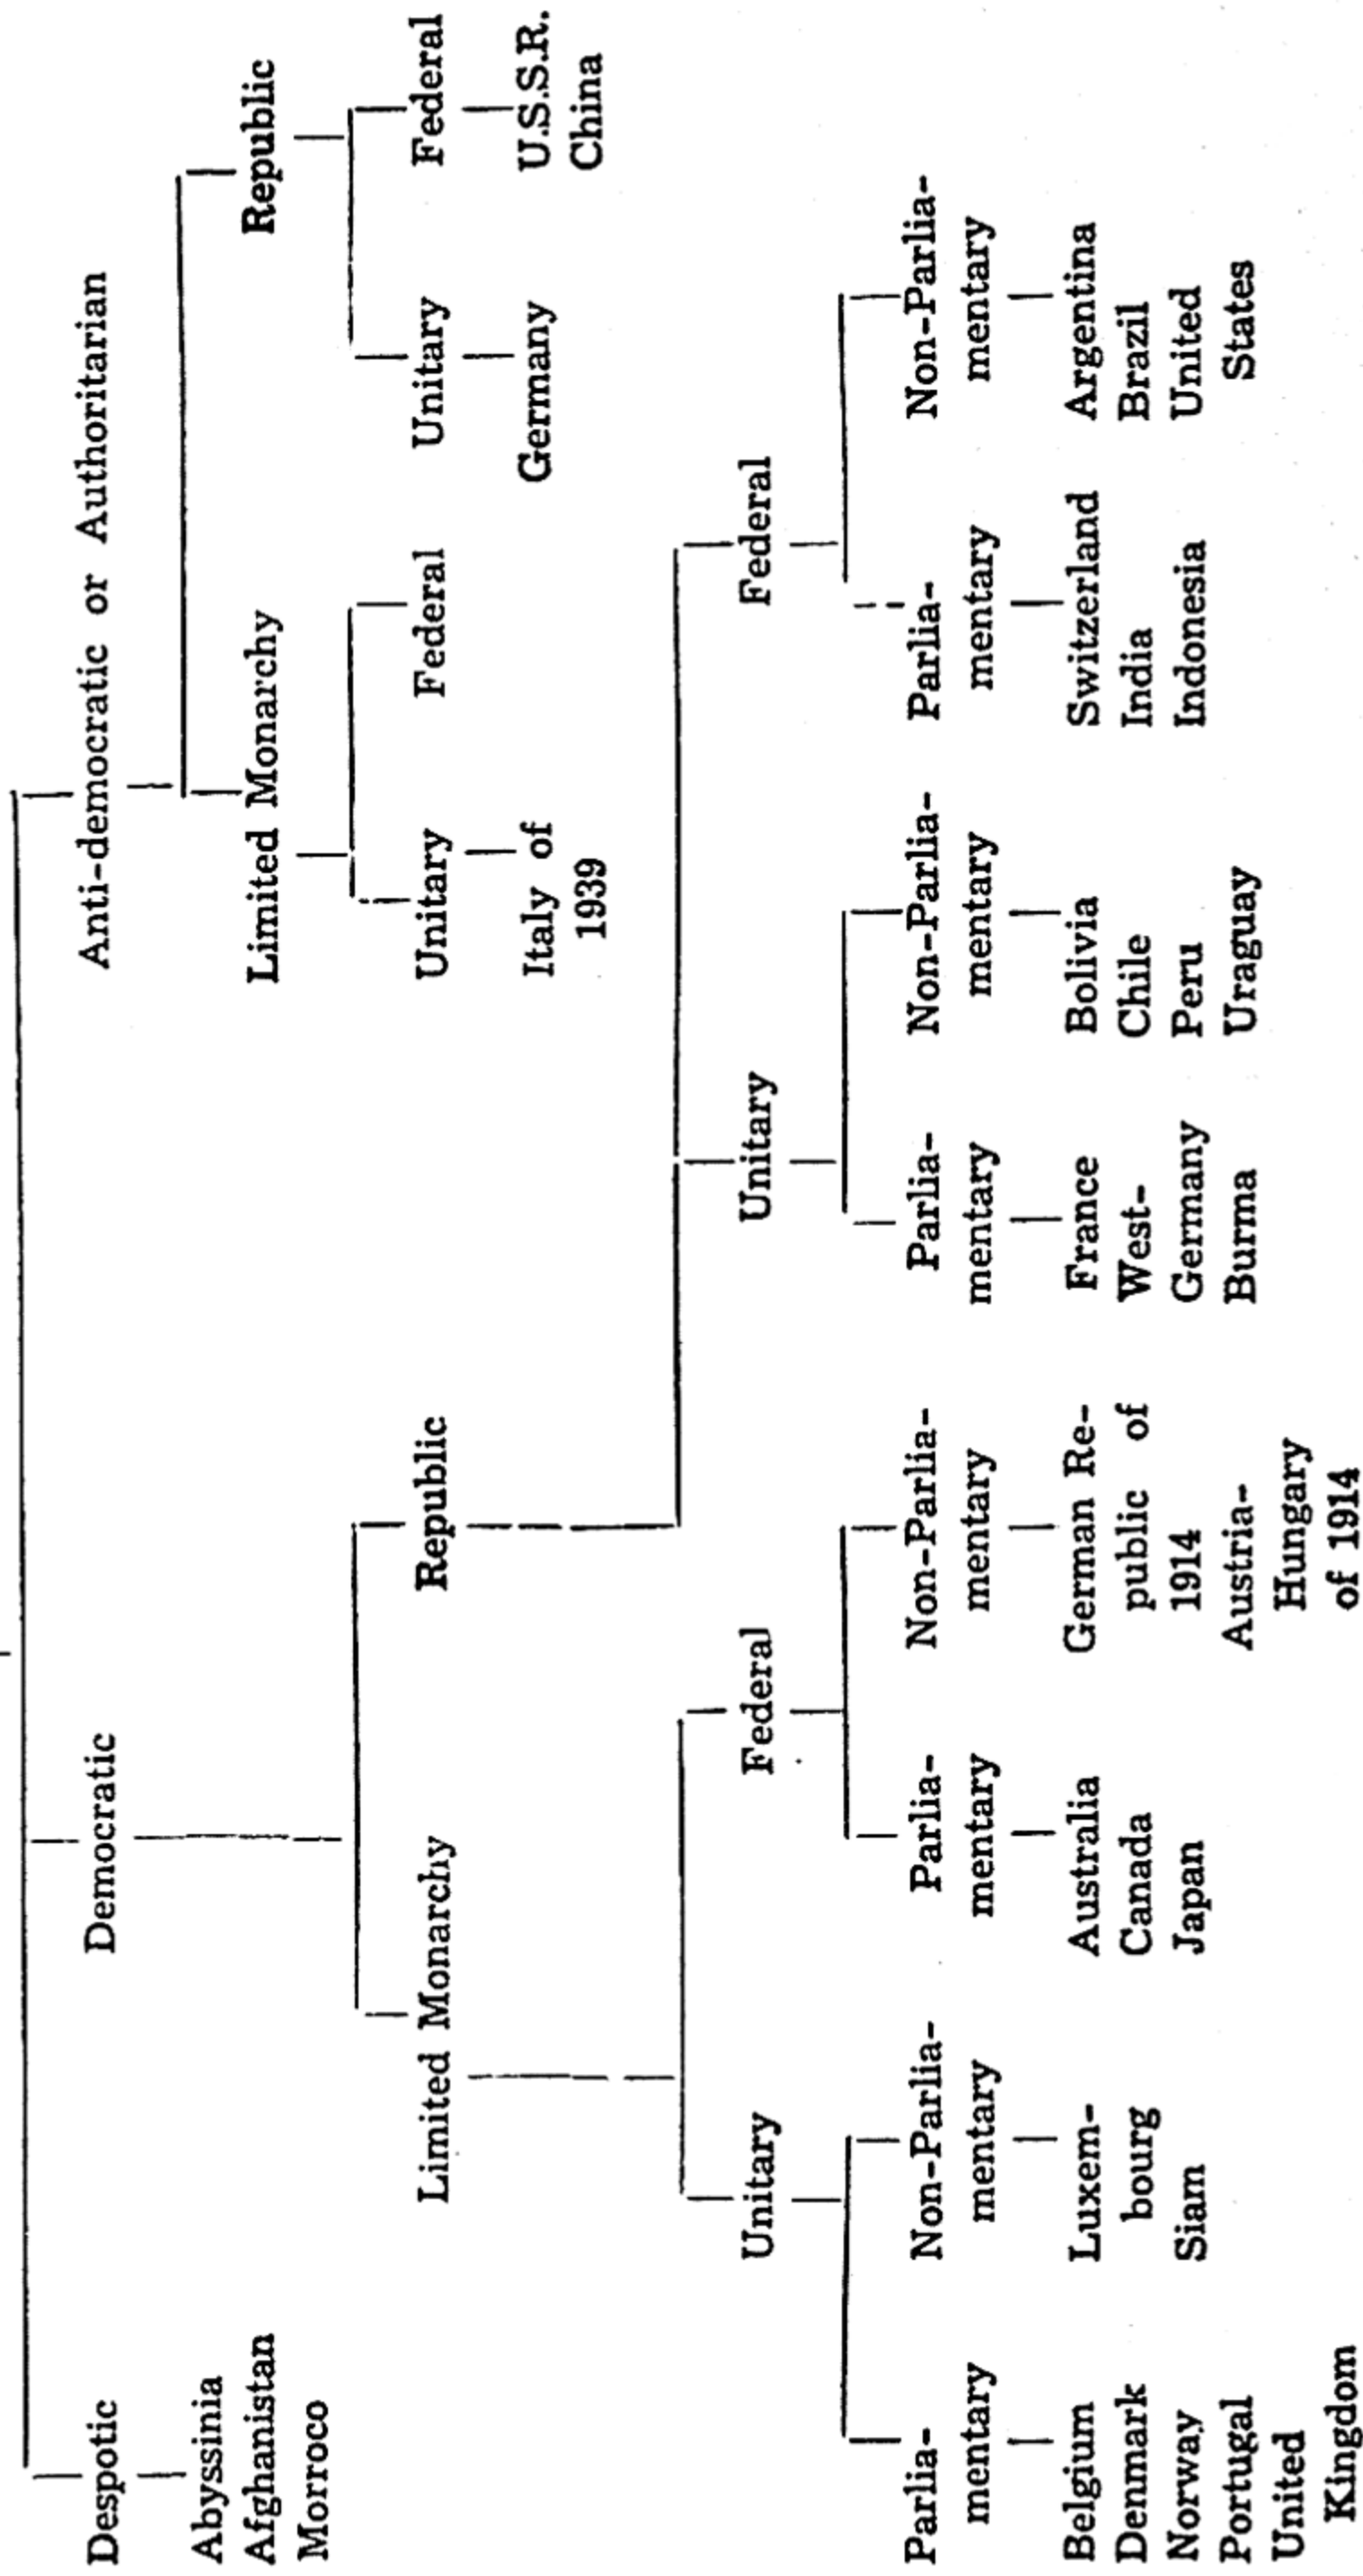 Despotic
Democratic
Anti-democratic or Authoritarian
Abyssinia
Afghanistan
Morroco
Limited Monarchy
Republic
Limited Monarchy
Republic
Unitary
Federal
Unitary
Federal
Italy of
1939
Germany
U.S.S.R.
China
Unitary
Federal
Unitary
Federal
Parlia-
mentary
Non-Parlia-
mentary
Parlia-
mentary
Non-Parlia-
mentary
Parlia-
mentary
Non-Parlia-
mentary
Parlia-
mentary
Non-Parlia-
mentary
Belgium
Denmark
Norway
Portugal
United
Kingdom
Luxem-
bourg
Siam
Australia
Canada
Japan
German Re-
public of
1914
Austria-
Hungary
of 1914
France
West-
Germany
Burma
Bolivia
Chile
Peru
Uraguay
Switzerland
India
Indonesia
Argentina
Brazil
United
States